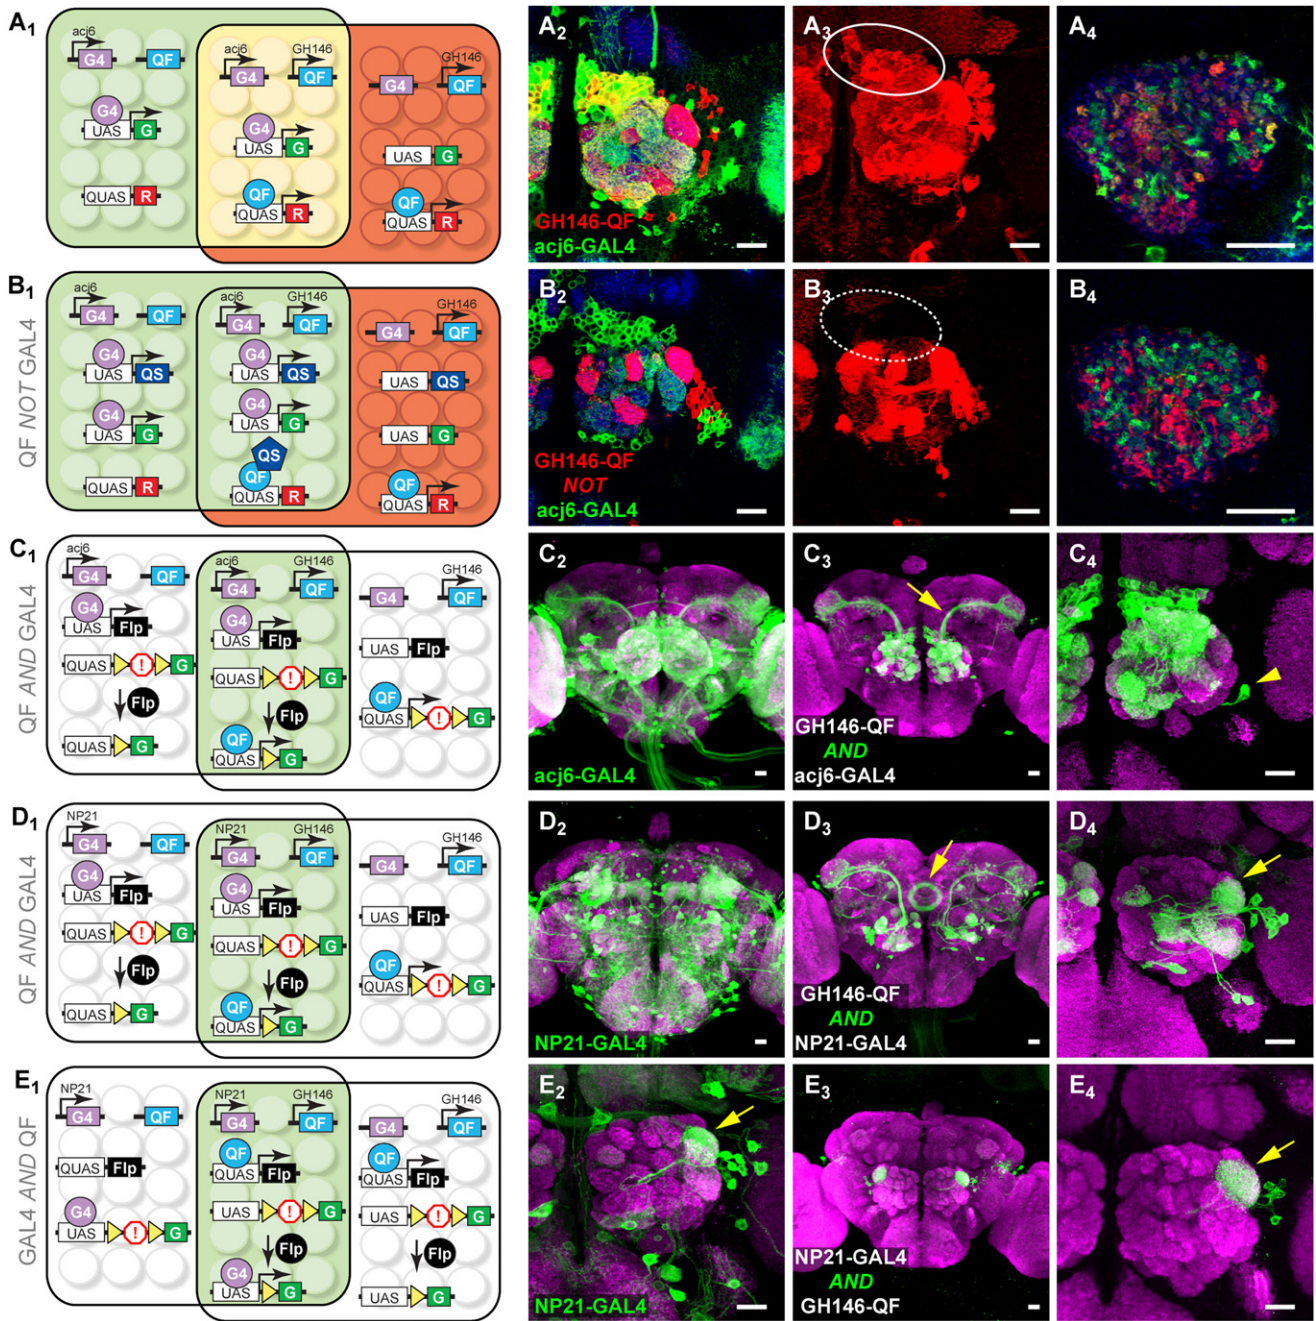 A1
acj6
G4
QF
G4
UAS
G
QUAS
R
acj6
GH146
G4
QF
G4
UAS
G
QF
QUAS
R
GH146
G4
QF
UAS
G
QF
QUAS
R
A2
GH146-QF
acj6-GAL4
A3
A4
QF NOT GAL4
B1
acj6
G4
QF
G4
UAS
QS
G4
UAS
G
QUAS
R
acj6
GH146
G4
QF
G4
UAS
QS
G4
UAS
G
QS
QF
QUAS
R
GH146
G4
QF
UAS
QS
UAS
G
QF
QUAS
R
B2
GH146-QF
NOT
acj6-GAL4
B3
B4
QF AND GAL4
C1
acj6
G4
QF
G4
UAS
Flp
QUAS
!
G
Flp
QUAS
G
acj6
GH146
G4
QF
G4
UAS
Flp
QUAS
!
G
Flp
QF
QUAS
G
GH146
G4
QF
UAS
Flp
QF
QUAS
!
G
C2
acj6-GAL4
C3
GH146-QF
AND
acj6-GAL4
C4
QF AND GAL4
D1
NP21
G4
QF
G4
UAS
Flp
QUAS
!
G
Flp
QUAS
G
NP21
GH146
G4
QF
G4
UAS
Flp
QUAS
!
G
Flp
QF
QUAS
G
GH146
G4
QF
UAS
Flp
QF
QUAS
!
G
D2
NP21-GAL4
D3
GH146-QF
AND
NP21-GAL4
D4
GAL4 AND QF
E1
NP21
G4
QF
QUAS
Flp
G4
UAS
!
G
NP21
GH146
G4
QF
QF
QUAS
Flp
UAS
!
G
Flp
G4
UAS
G
GH146
G4
QF
QF
QUAS
Flp
UAS
!
G
Flp
UAS
G
E2
NP21-GAL4
E3
NP21-GAL4
AND
GH146-QF
E4